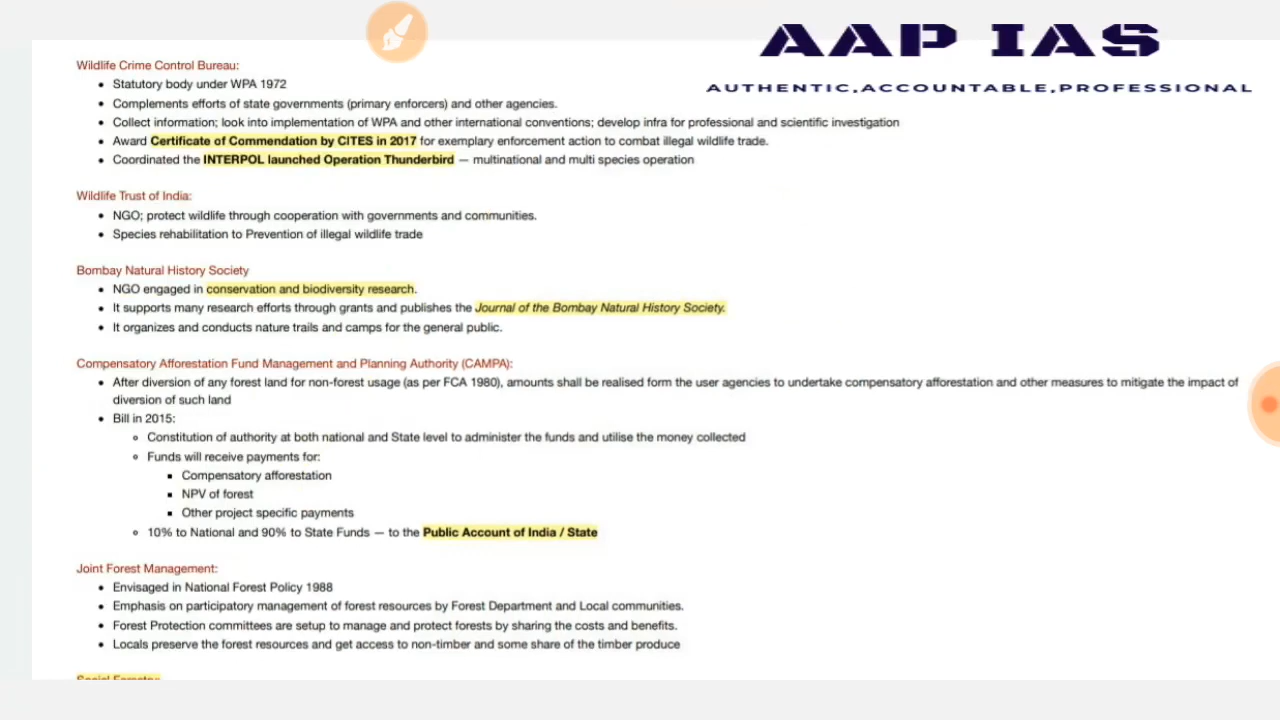 AAP IAS
AUTHENTIC,ACCOUNTABLE,PROFESSIONAL
Wildlife Crime Control Bureau:
• Statutory body under WPA 1972
• Complements efforts of state governments (primary enforcers) and other agencies.
• Collect information; look into implementation of WPA and other international conventions; develop infra for professional and scientific investigation
• Award Certificate of Commendation by CITES in 2017 for exemplary enforcement action to combat illegal wildlife trade.
• Coordinated the INTERPOL launched Operation Thunderbird — multinational and multi species operation
Wildlife Trust of India:
• NGO; protect wildlife through cooperation with governments and communities.
• Species rehabilitation to Prevention of illegal wildlife trade
Bombay Natural History Society
• NGO engaged in conservation and biodiversity research.
• It supports many research efforts through grants and publishes the Journal of the Bombay Natural History Society.
• It organizes and conducts nature trails and camps for the general public.
Compensatory Afforestation Fund Management and Planning Authority (CAMPA):
• After diversion of any forest land for non-forest usage (as per FCA 1980), amounts shall be realised form the user agencies to undertake compensatory afforestation and other measures to mitigate the impact of
diversion of such land
• Bill in 2015:
◦ Constitution of authority at both national and State level to administer the funds and utilise the money collected
◦ Funds will receive payments for:
▪ Compensatory afforestation
▪ NPV of forest
▪ Other project specific payments
◦ 10% to National and 90% to State Funds — to the Public Account of India / State
Joint Forest Management:
• Envisaged in National Forest Policy 1988
• Emphasis on participatory management of forest resources by Forest Department and Local communities.
• Forest Protection committees are setup to manage and protect forests by sharing the costs and benefits.
• Locals preserve the forest resources and get access to non-timber and some share of the timber produce